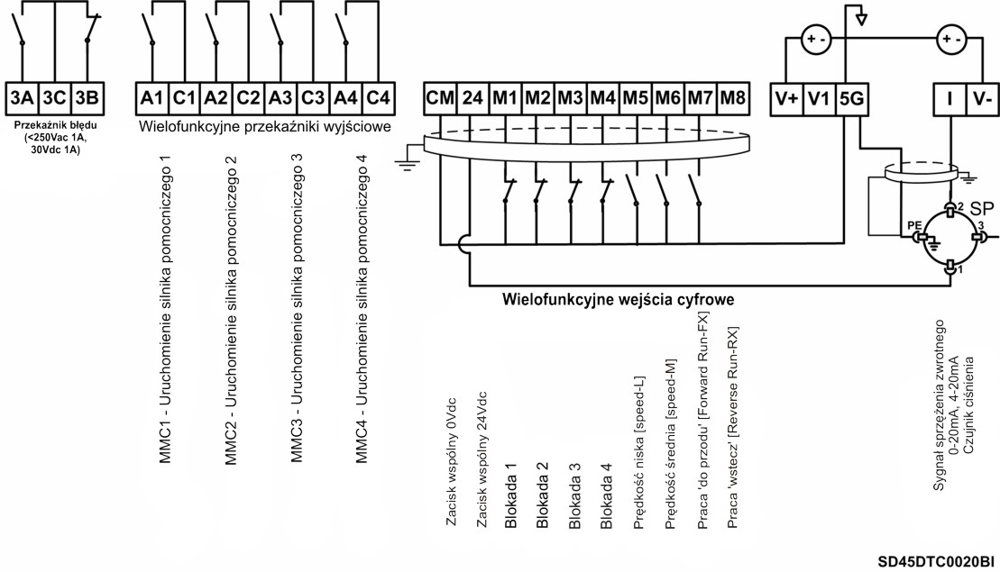 3A 3C 3B
Przekaźnik błędu
(<250Vac 1A,
30Vdc 1A)
A1 C1 A2 C2 A3 C3 A4 C4
Wielofunkcyjne przekaźniki wyjściowe
MMC1 - Uruchomienie silnika pomocniczego 1
MMC2 - Uruchomienie silnika pomocniczego 2
MMC3 - Uruchomienie silnika pomocniczego 3
MMC4 - Uruchomienie silnika pomocniczego 4
CM 24 M1 M2 M3 M4 M5 M6 M7 M8
Wielofunkcyjne wejścia cyfrowe
Zacisk wspólny 0Vdc
Zacisk wspólny 24Vdc
Blokada 1
Blokada 2
Blokada 3
Blokada 4
Prędkość niska [speed-L]
Prędkość średnia [speed-M]
Praca 'do przodu' [Forward Run-FX]
Praca 'wstecz' [Reverse Run-RX]
+ -
+ -
V+ V1 5G
I V-
2
SP
PE
3
1
Sygnał sprzężenia zwrotnego
0-20mA, 4-20mA
Czujnik ciśnienia
SD45DTC0020BI